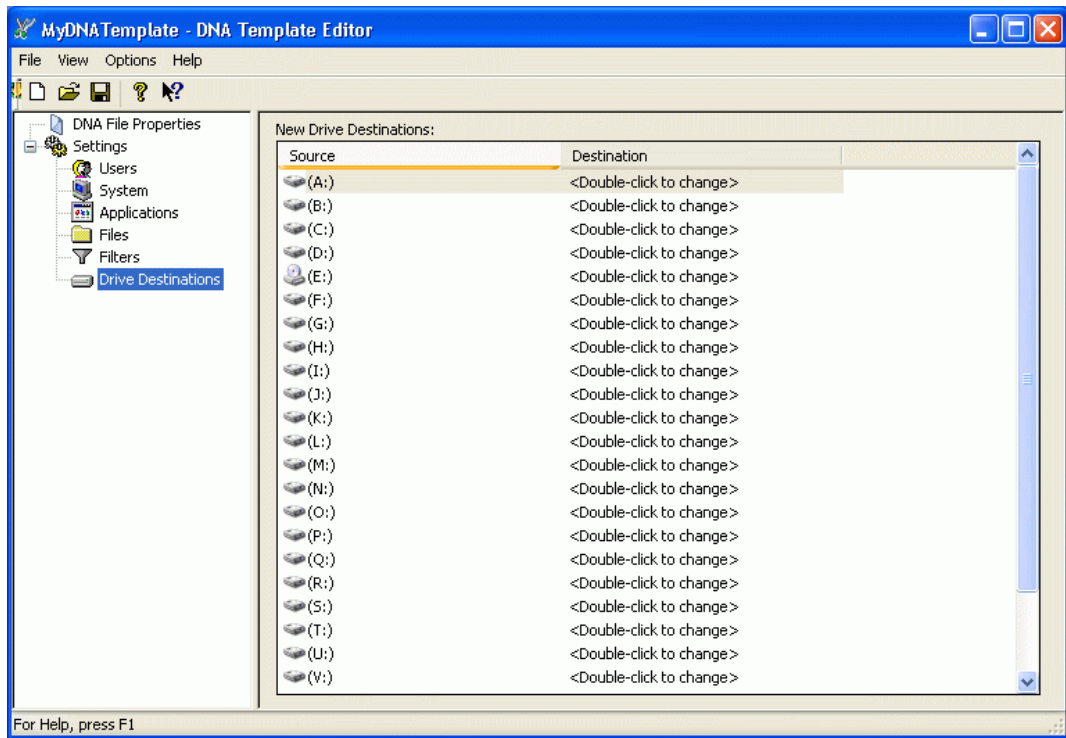 MyDNATemplate - DNA Template Editor
File View Options Help
DNA File Properties
Settings
Users
System
Applications
Files
Filters
Drive Destinations
New Drive Destinations:
Source Destination
(A:) <Double-click to change>
(B:) <Double-click to change>
(C:) <Double-click to change>
(D:) <Double-click to change>
(E:) <Double-click to change>
(F:) <Double-click to change>
(G:) <Double-click to change>
(H:) <Double-click to change>
(I:) <Double-click to change>
(J:) <Double-click to change>
(K:) <Double-click to change>
(L:) <Double-click to change>
(M:) <Double-click to change>
(N:) <Double-click to change>
(O:) <Double-click to change>
(P:) <Double-click to change>
(Q:) <Double-click to change>
(R:) <Double-click to change>
(S:) <Double-click to change>
(T:) <Double-click to change>
(U:) <Double-click to change>
(V:) <Double-click to change>
For Help, press F1